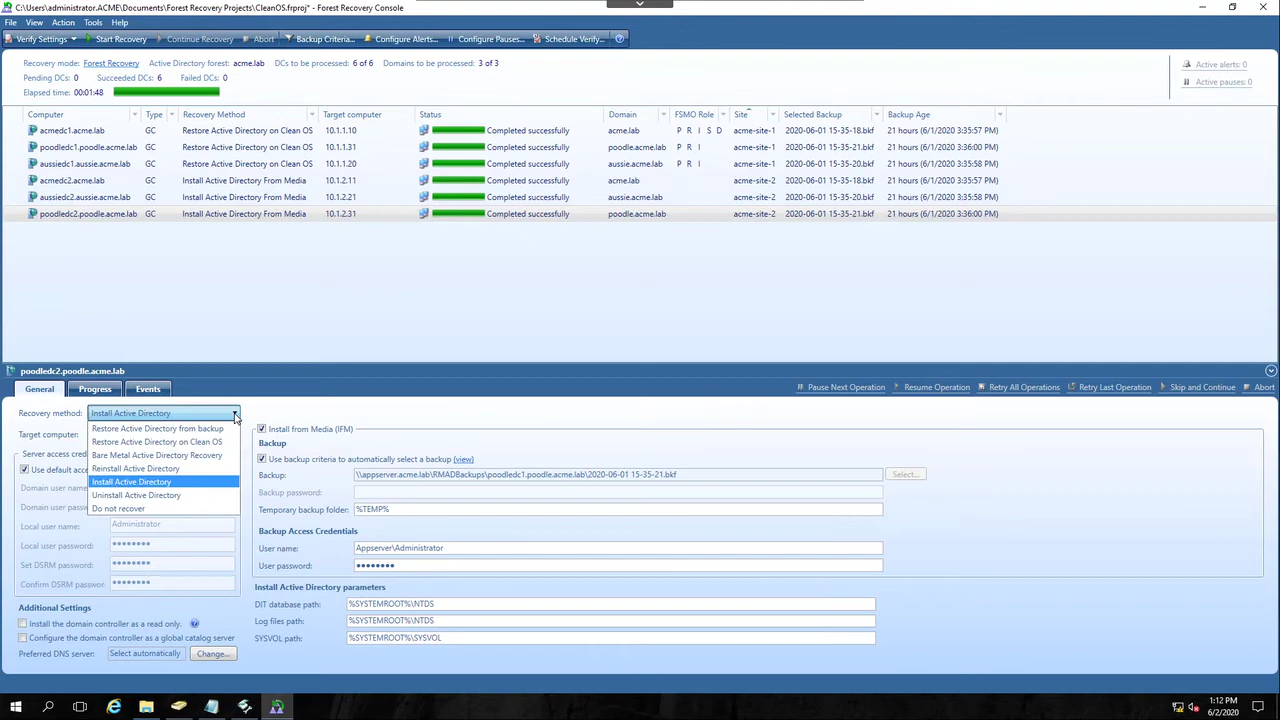 C:\Users\administrator.ACME\Documents\Forest Recovery Projects\CleanOS.frproj* - Forest Recovery Console
File View Action Tools Help
Verify Settings Start Recovery Continue Recovery Abort Backup Criteria... Configure Alerts... Configure Pauses... Schedule Verify...
Recovery mode: Forest Recovery Active Directory forest: acme.lab DCs to be processed: 6 of 6 Domains to be processed: 3 of 3 Active alerts: 0
Pending DCs: 0 Succeeded DCs: 6 Failed DCs: 0 Active pauses: 0
Elapsed time: 00:01:48
Computer Type Recovery Method Target computer Status Domain FSMO Role Site Selected Backup Backup Age
acmedc1.acme.lab GC Restore Active Directory on Clean OS 10.1.1.10 Completed successfully acme.lab P R I S D acme-site-1 2020-06-01 15-35-18.bkf 21 hours (6/1/2020 3:35:57 PM)
poodledc1.poodle.acme.lab GC Restore Active Directory on Clean OS 10.1.1.31 Completed successfully poodle.acme.lab P R I acme-site-1 2020-06-01 15-35-21.bkf 21 hours (6/1/2020 3:36:00 PM)
aussiedc1.aussie.acme.lab GC Restore Active Directory on Clean OS 10.1.1.20 Completed successfully aussie.acme.lab P R I acme-site-1 2020-06-01 15-35-20.bkf 21 hours (6/1/2020 3:35:58 PM)
acmedc2.acme.lab GC Install Active Directory From Media 10.1.2.11 Completed successfully acme.lab acme-site-2 2020-06-01 15-35-18.bkf 21 hours (6/1/2020 3:35:57 PM)
aussiedc2.aussie.acme.lab GC Install Active Directory From Media 10.1.2.21 Completed successfully aussie.acme.lab acme-site-2 2020-06-01 15-35-20.bkf 21 hours (6/1/2020 3:35:58 PM)
poodledc2.poodle.acme.lab GC Install Active Directory From Media 10.1.2.31 Completed successfully poodle.acme.lab acme-site-2 2020-06-01 15-35-21.bkf 21 hours (6/1/2020 3:36:00 PM)
poodledc2.poodle.acme.lab
General Progress Events Pause Next Operation Resume Operation Retry All Operations Retry Last Operation Skip and Continue Abort
Recovery method: Install Active Directory
Restore Active Directory from backup
Restore Active Directory on Clean OS
Bare Metal Active Directory Recovery
Reinstall Active Directory
Install Active Directory
Uninstall Active Directory
Do not recover
Target computer:
Server access cred
Use default acce
Domain user name
Domain user passw
Local user name: Administrator
Local user password: ••••••••
Set DSRM password: ••••••••
Confirm DSRM passwor ••••••••
Additional Settings
Install the domain controller as a read only.
Configure the domain controller as a global catalog server
Preferred DNS server: Select automatically Change...
Install from Media (IFM)
Backup
Use backup criteria to automatically select a backup (view)
Backup: \\appserver.acme.lab\RMADBackups\poodledc1.poodle.acme.lab\2020-06-01 15-35-21.bkf Select...
Backup password:
Temporary backup folder: %TEMP%
Backup Access Credentials
User name: Appserver\Administrator
User password: ••••••••
Install Active Directory parameters
DIT database path: %SYSTEMROOT%\NTDS
Log files path: %SYSTEMROOT%\NTDS
SYSVOL path: %SYSTEMROOT%\SYSVOL
1:12 PM
6/2/2020